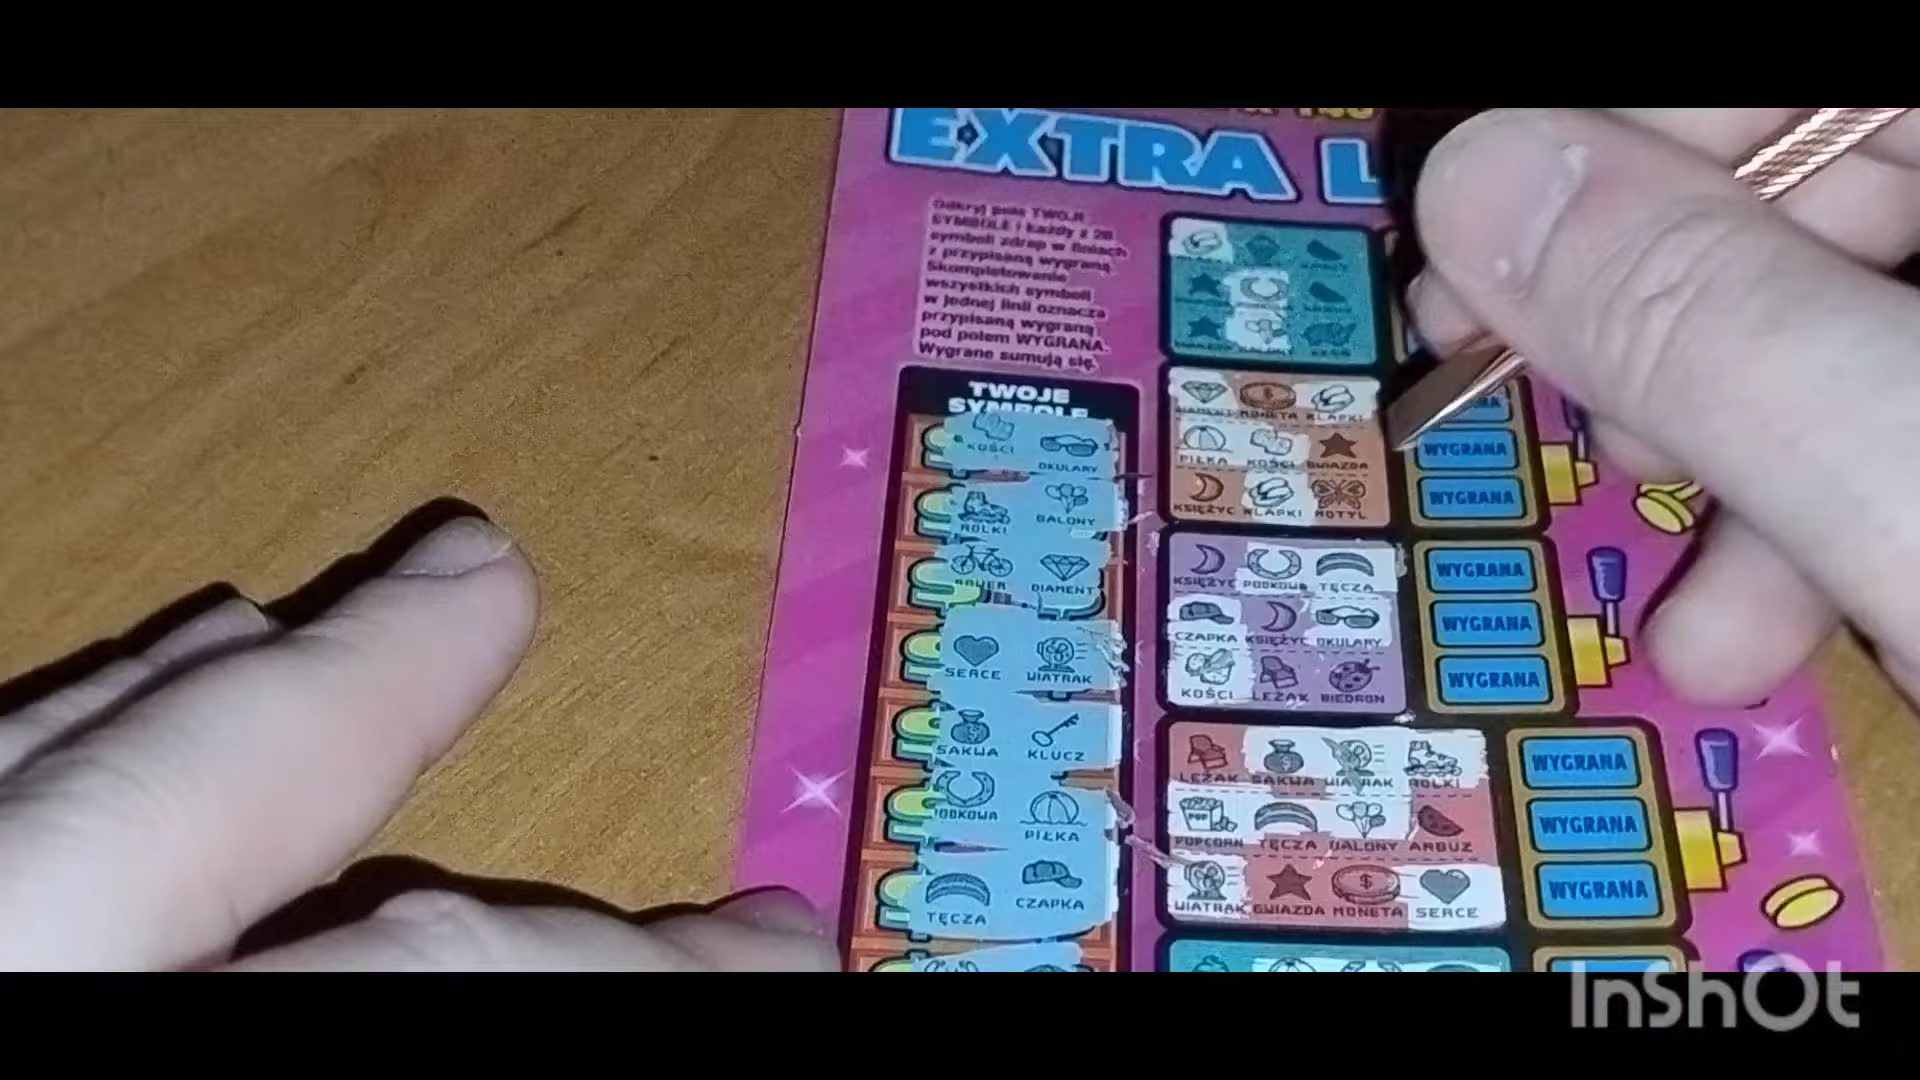 EXTRA L
Odkryj pole TWOJE
SYMBOLE i każdy z 28
symboli zdrap w liniach
z przypisaną wygraną.
Skompletowanie
wszystkich symboli
w jednej linii oznacza
przypisaną wygraną
pod polem WYGRANA.
Wygrane sumują się.
TWOJE
SYMBOLE
KOŚCI OKULARY
ROLKI BALONY
ROWER DIAMENT
SERCE WIATRAK
SAKWA KLUCZ
PODKOWA PIŁKA
TĘCZA CZAPKA
DIAMENT MONETA KLAPKI
PIŁKA KOŚCI GWIAZDA
WYGRANA
KSIĘŻYC KLAPKI MOTYL
WYGRANA
KSIĘŻYC PODKOWA TĘCZA
WYGRANA
CZAPKA KSIĘŻYC OKULARY
WYGRANA
KOŚCI LEŻAK BIEDRON
WYGRANA
LEŻAK SAKWA WIATRAK ROLKI
WYGRANA
POPCORN TĘCZA BALONY ARBUZ
WYGRANA
WIATRAK GWIAZDA MONETA SERCE
WYGRANA
InShOt